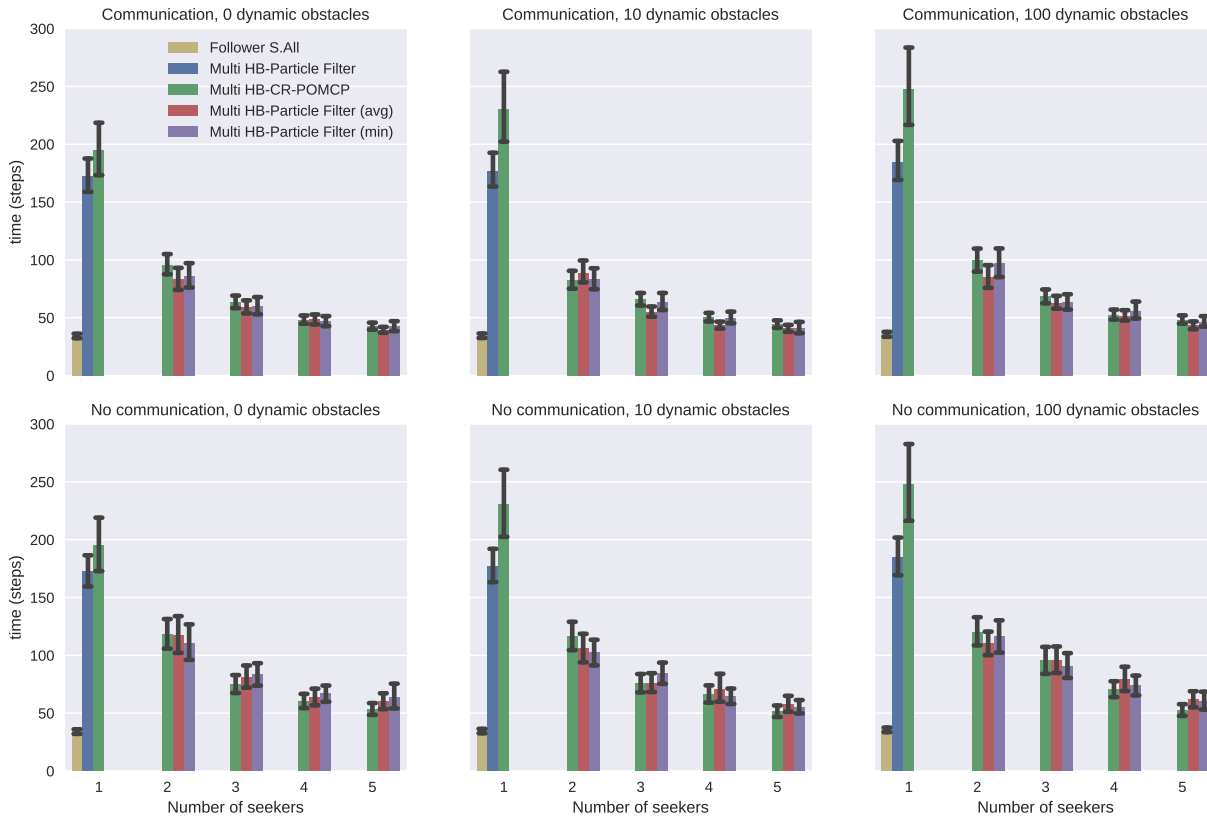 Communication, 0 dynamic obstacles
Communication, 10 dynamic obstacles
Communication, 100 dynamic obstacles
300
250
200
150
100
50
0
time (steps)
Follower S.All
Multi HB-Particle Filter
Multi HB-CR-POMCP
Multi HB-Particle Filter (avg)
Multi HB-Particle Filter (min)
No communication, 0 dynamic obstacles
No communication, 10 dynamic obstacles
No communication, 100 dynamic obstacles
300
250
200
150
100
50
0
time (steps)
1 2 3 4 5
1 2 3 4 5
1 2 3 4 5
Number of seekers
Number of seekers
Number of seekers